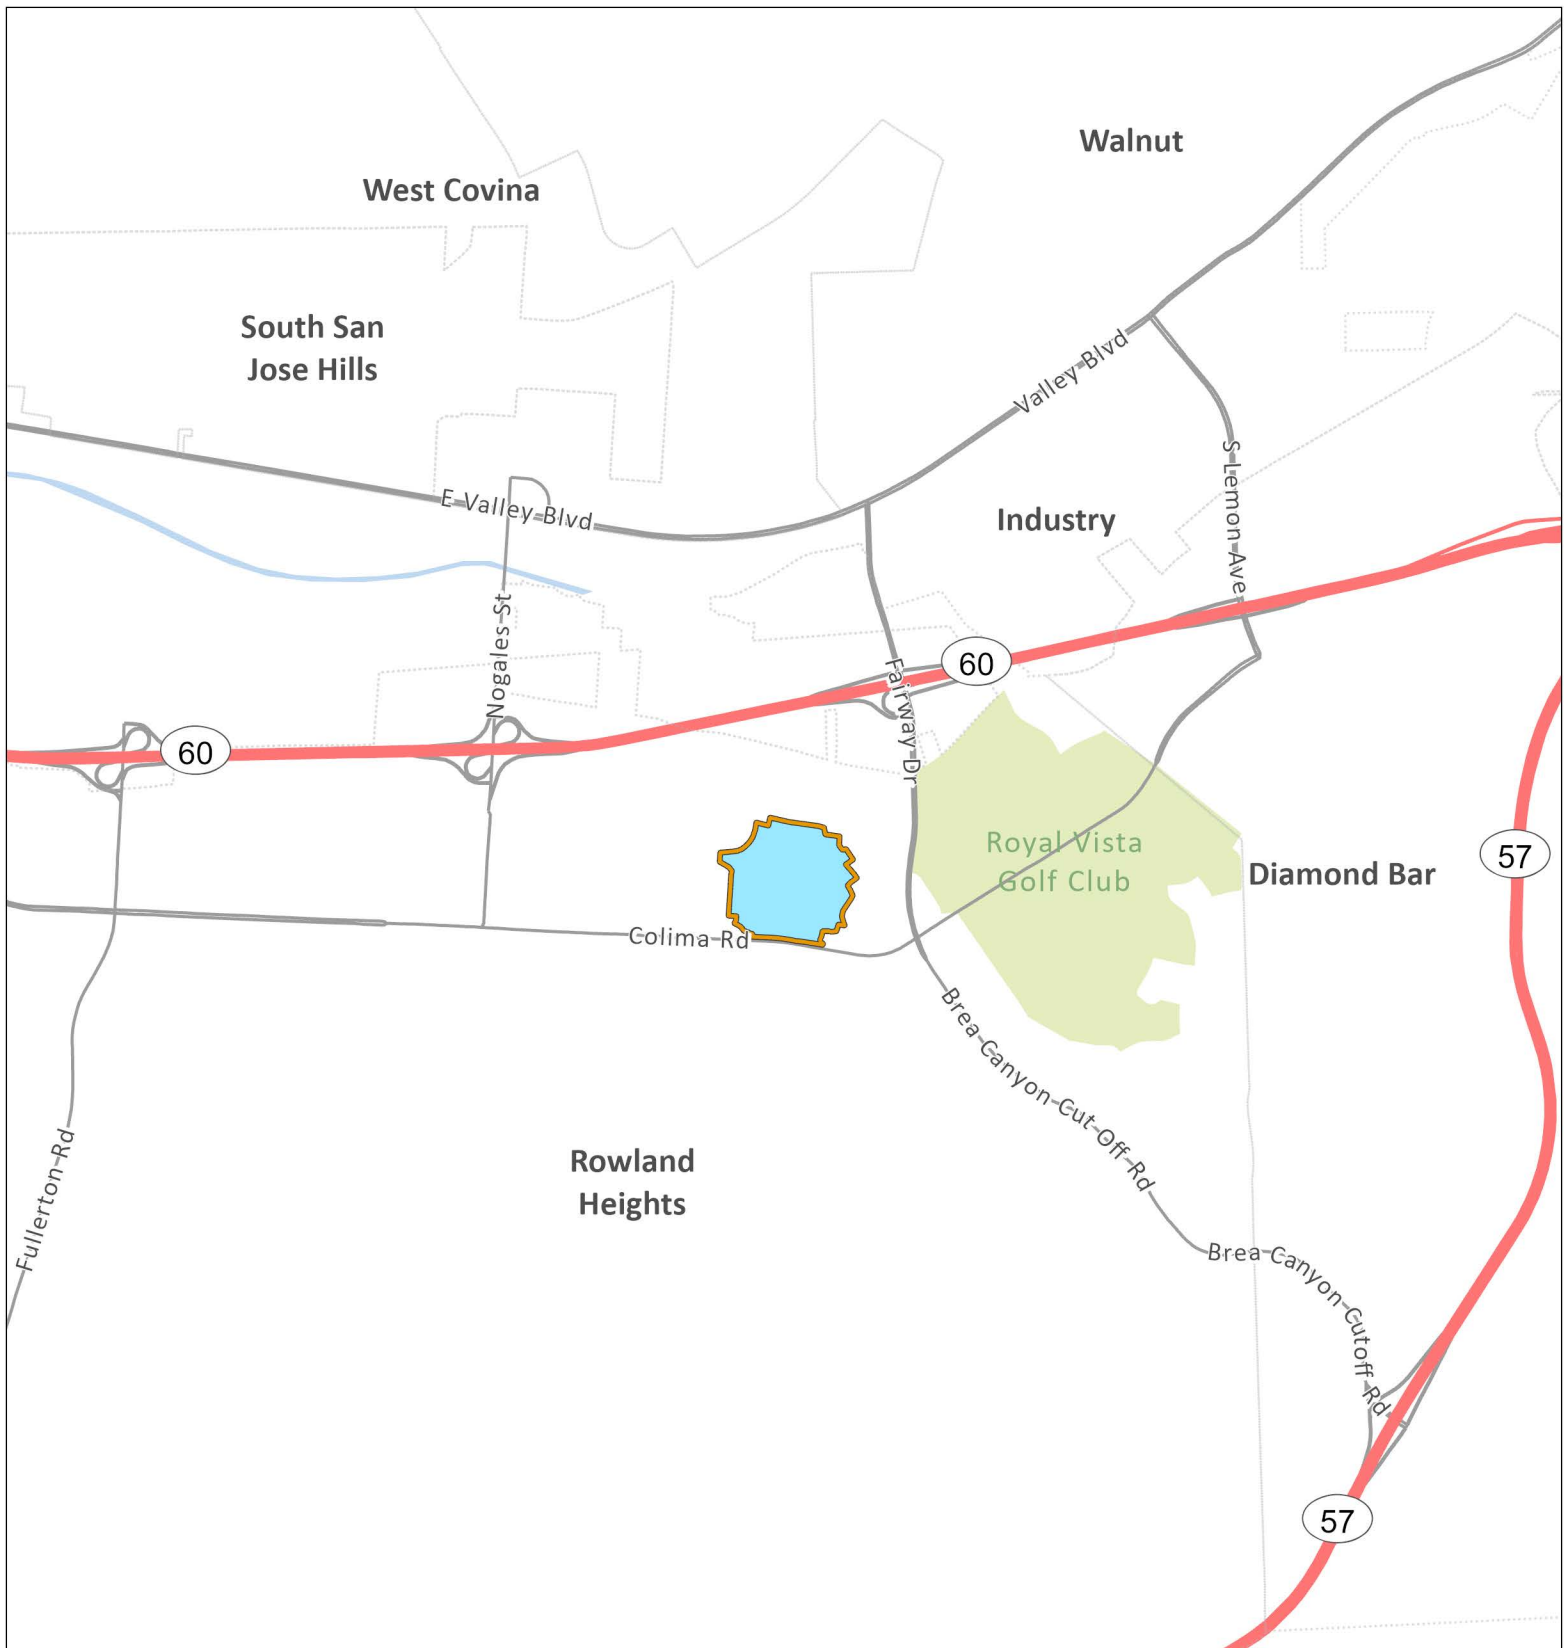 Walnut
West Covina
South San
Jose Hills
Valley Blvd
S Lemon Ave
E Valley Blvd
Industry
Nogales St
60
Fairway Dr
60
Royal Vista
Golf Club
57
Diamond Bar
Colima Rd
Brea Canyon Cut Off Rd
Rowland
Heights
Fullerton Rd
Brea Canyon Cutoff Rd
57